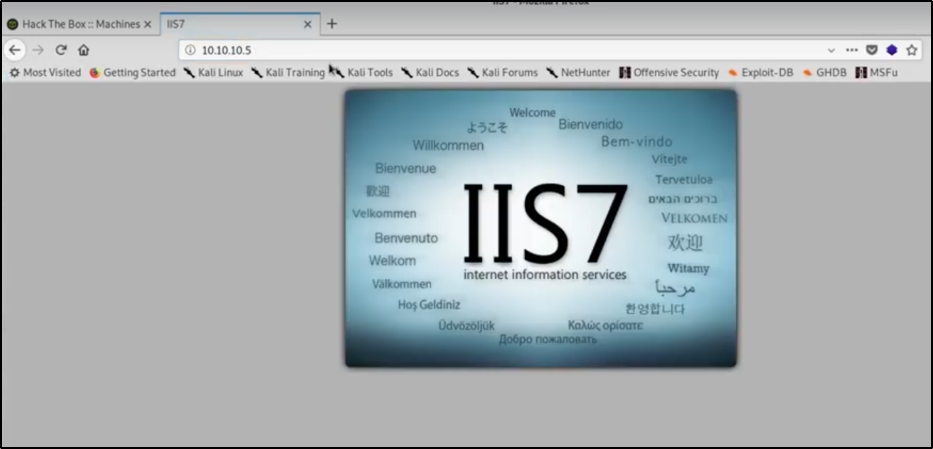 IIS7 - Mozilla Firefox
Hack The Box :: Machines
IIS7
10.10.10.5
Most Visited Getting Started Kali Linux Kali Training Kali Tools Kali Docs Kali Forums NetHunter Offensive Security Exploit-DB GHDB MSFu
Welcome
ようこそ
Bienvenido
Willkommen
Bem-vindo
Bienvenue
Vítejte
歡迎
Tervetuloa
ברוכים הבאים
Velkommen
VELKOMEN
IIS7
internet information services
Benvenuto
欢迎
Welkom
Witamy
Välkommen
مرحباً
Hoş Geldiniz
환영합니다
Üdvözöljük
Καλώς ορίσατε
Добро пожаловать